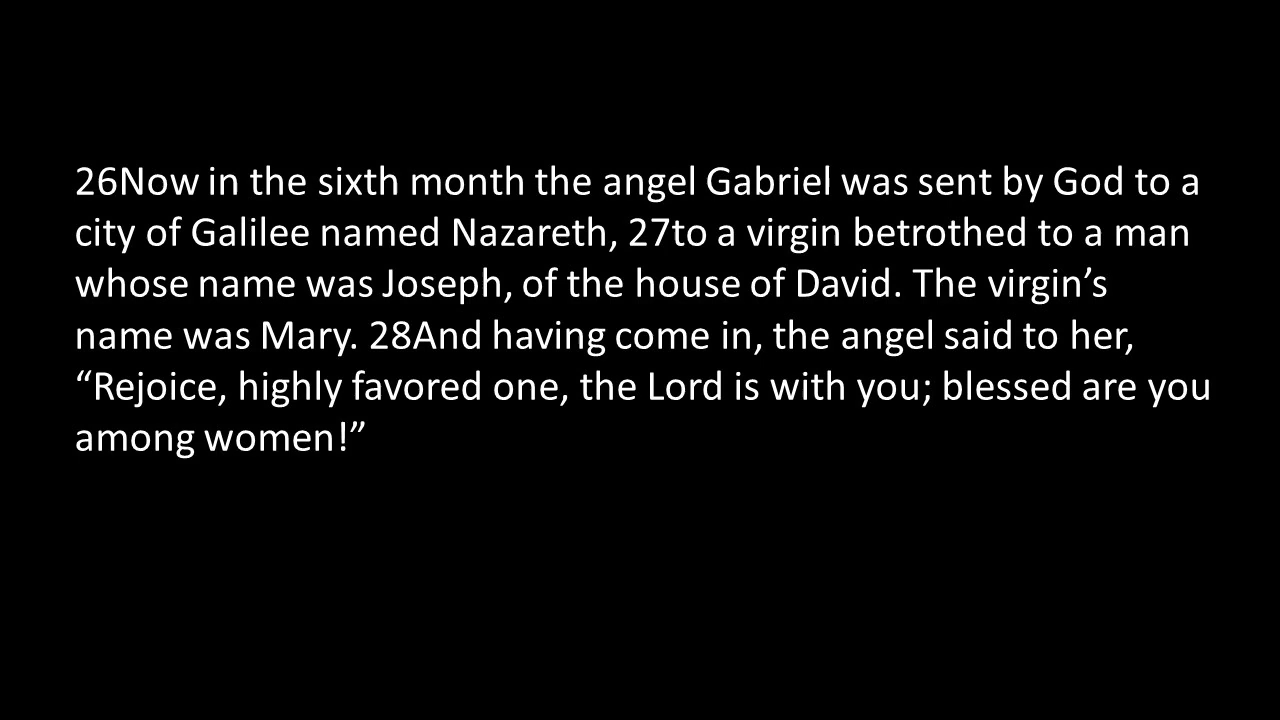 26Now in the sixth month the angel Gabriel was sent by God to a
city of Galilee named Nazareth, 27to a virgin betrothed to a man
whose name was Joseph, of the house of David. The virgin’s
name was Mary. 28And having come in, the angel said to her,
“Rejoice, highly favored one, the Lord is with you; blessed are you
among women!”